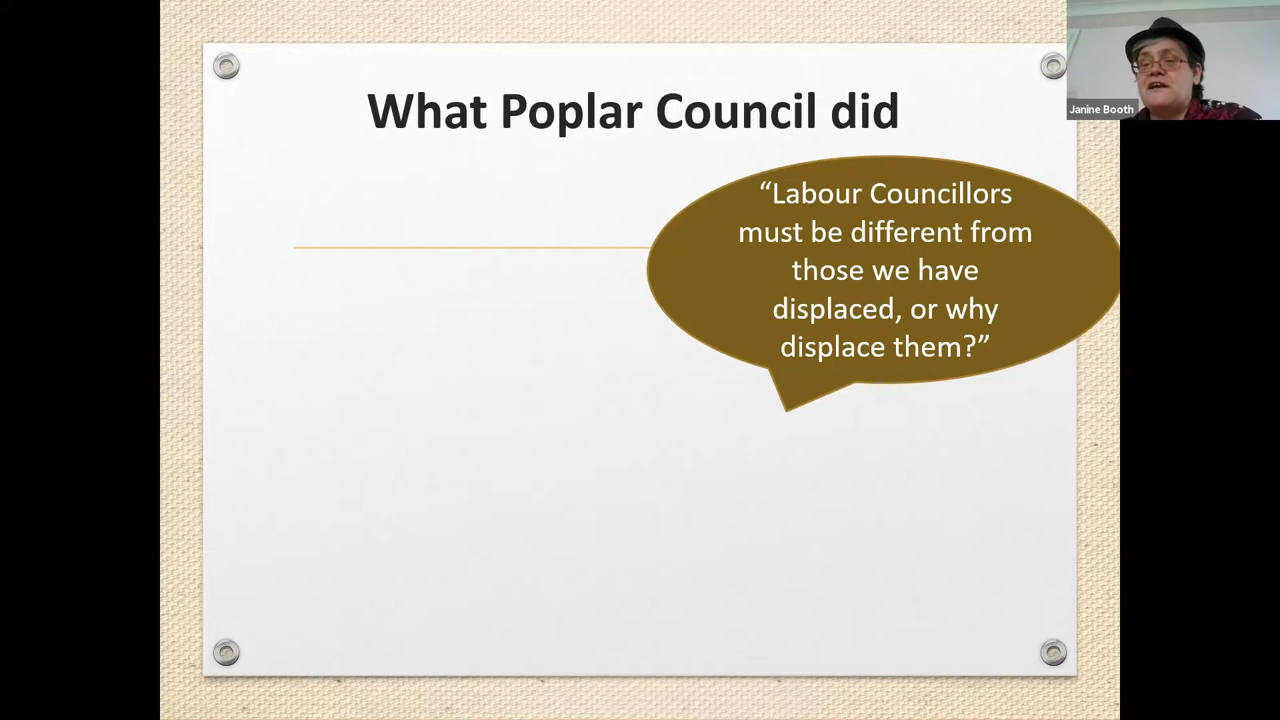 What Poplar Council did
Janine Booth
“Labour Councillors
must be different from
those we have
displaced, or why
displace them?”